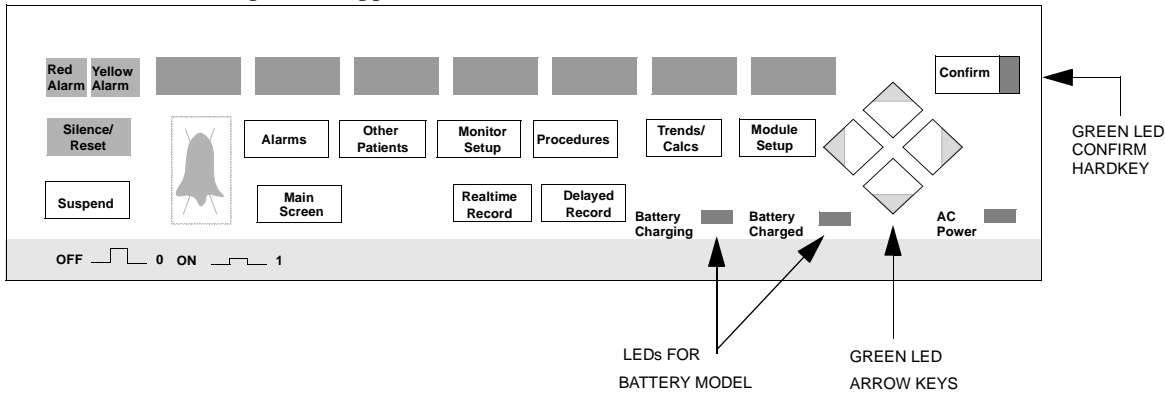 Red Alarm
Yellow Alarm
Confirm
Silence/
Reset
Alarms
Other
Patients
Monitor
Setup
Procedures
Trends/
Calcs
Module
Setup
GREEN LED
CONFIRM
HARDKEY
Suspend
Main
Screen
Realtime
Record
Delayed
Record
Battery
Charging
Battery
Charged
AC
Power
OFF 0 ON 1
LEDs FOR
BATTERY MODEL
GREEN LED
ARROW KEYS